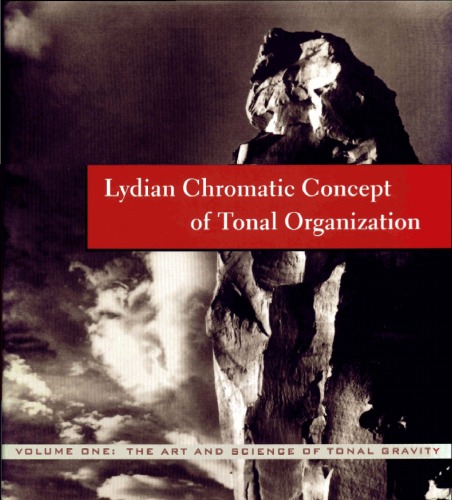 Lydian Chromatic Concept
of Tonal Organization
VOLUME ONE: THE ART AND SCIENCE OF TONAL GRAVITY